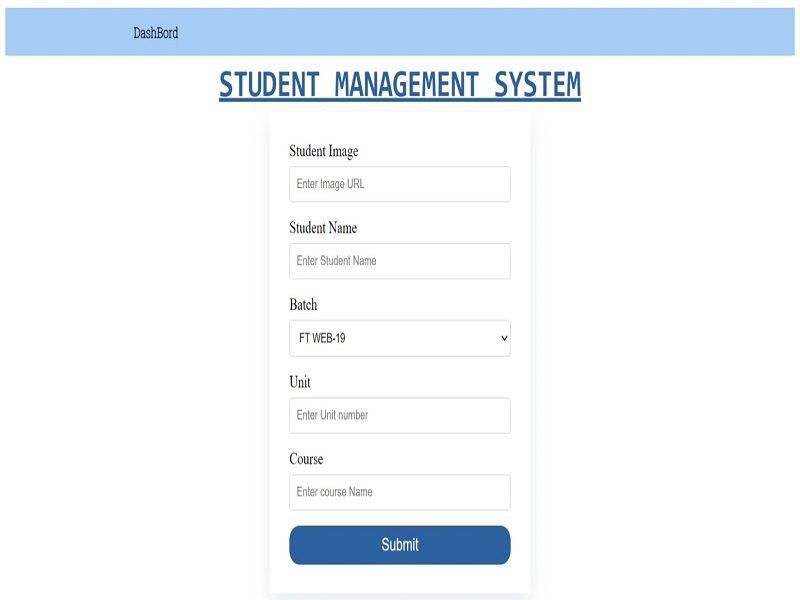 DashBord
STUDENT MANAGEMENT SYSTEM
Student Image
Enter Image URL
Student Name
Enter Student Name
Batch
FT WEB-19
Unit
Enter Unit number
Course
Enter course Name
Submit